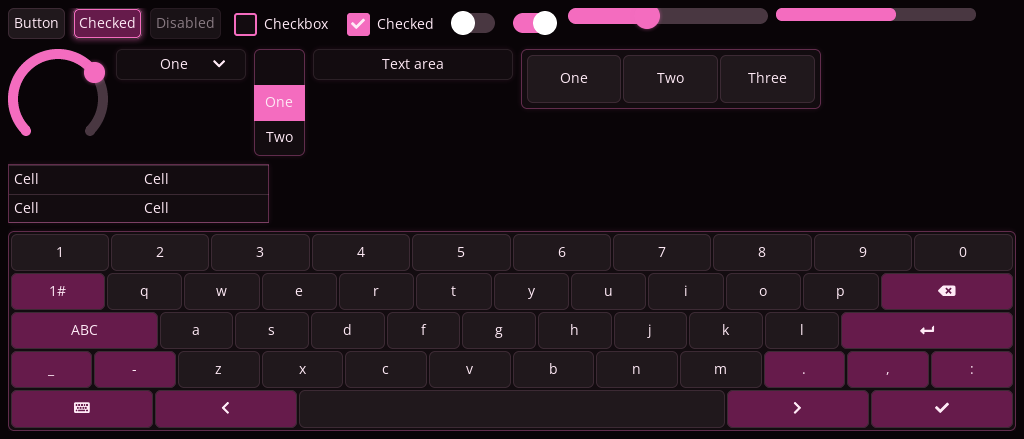 Button Checked Disabled Checkbox Checked
One One Two Text area One Two Three
Cell Cell
Cell Cell
1 2 3 4 5 6 7 8 9 0
1# q w e r t y u i o p
ABC a s d f g h j k l
_ - z x c v b n m . , :